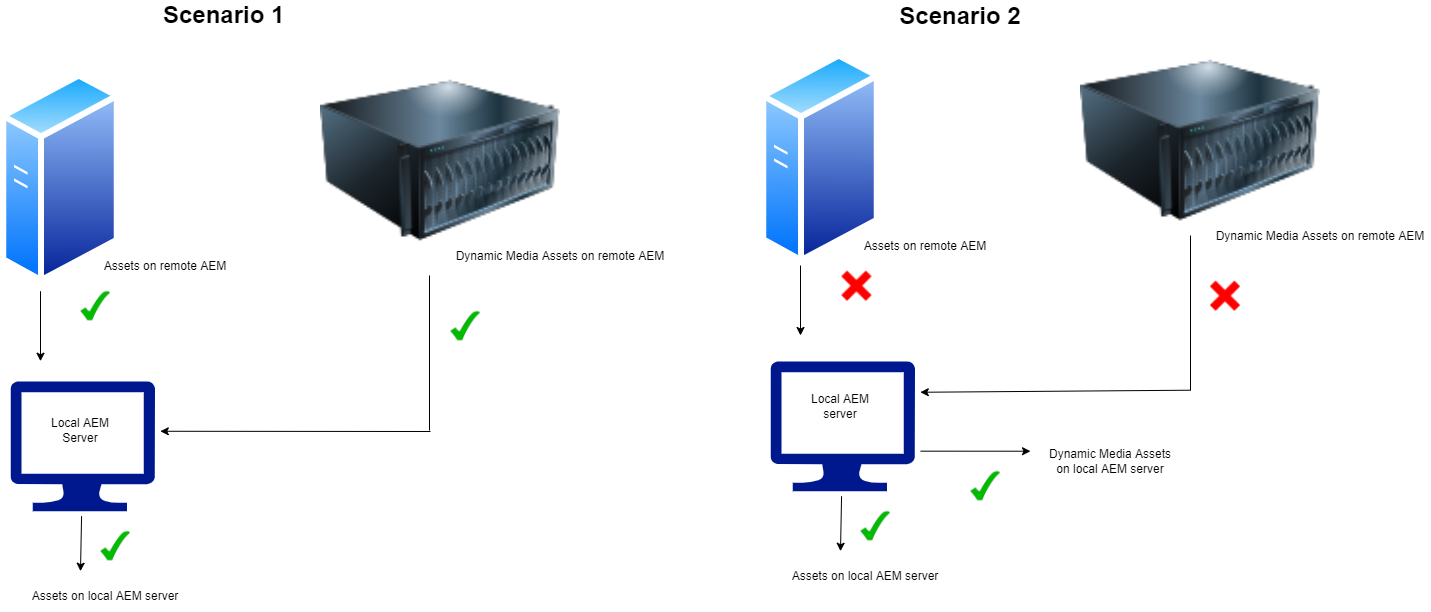 Scenario 1
Scenario 2
Assets on remote AEM
Dynamic Media Assets on remote AEM
Local AEM
Server
Assets on local AEM server
Assets on remote AEM
Dynamic Media Assets on remote AEM
Local AEM
server
Dynamic Media Assets
on local AEM server
Assets on local AEM server